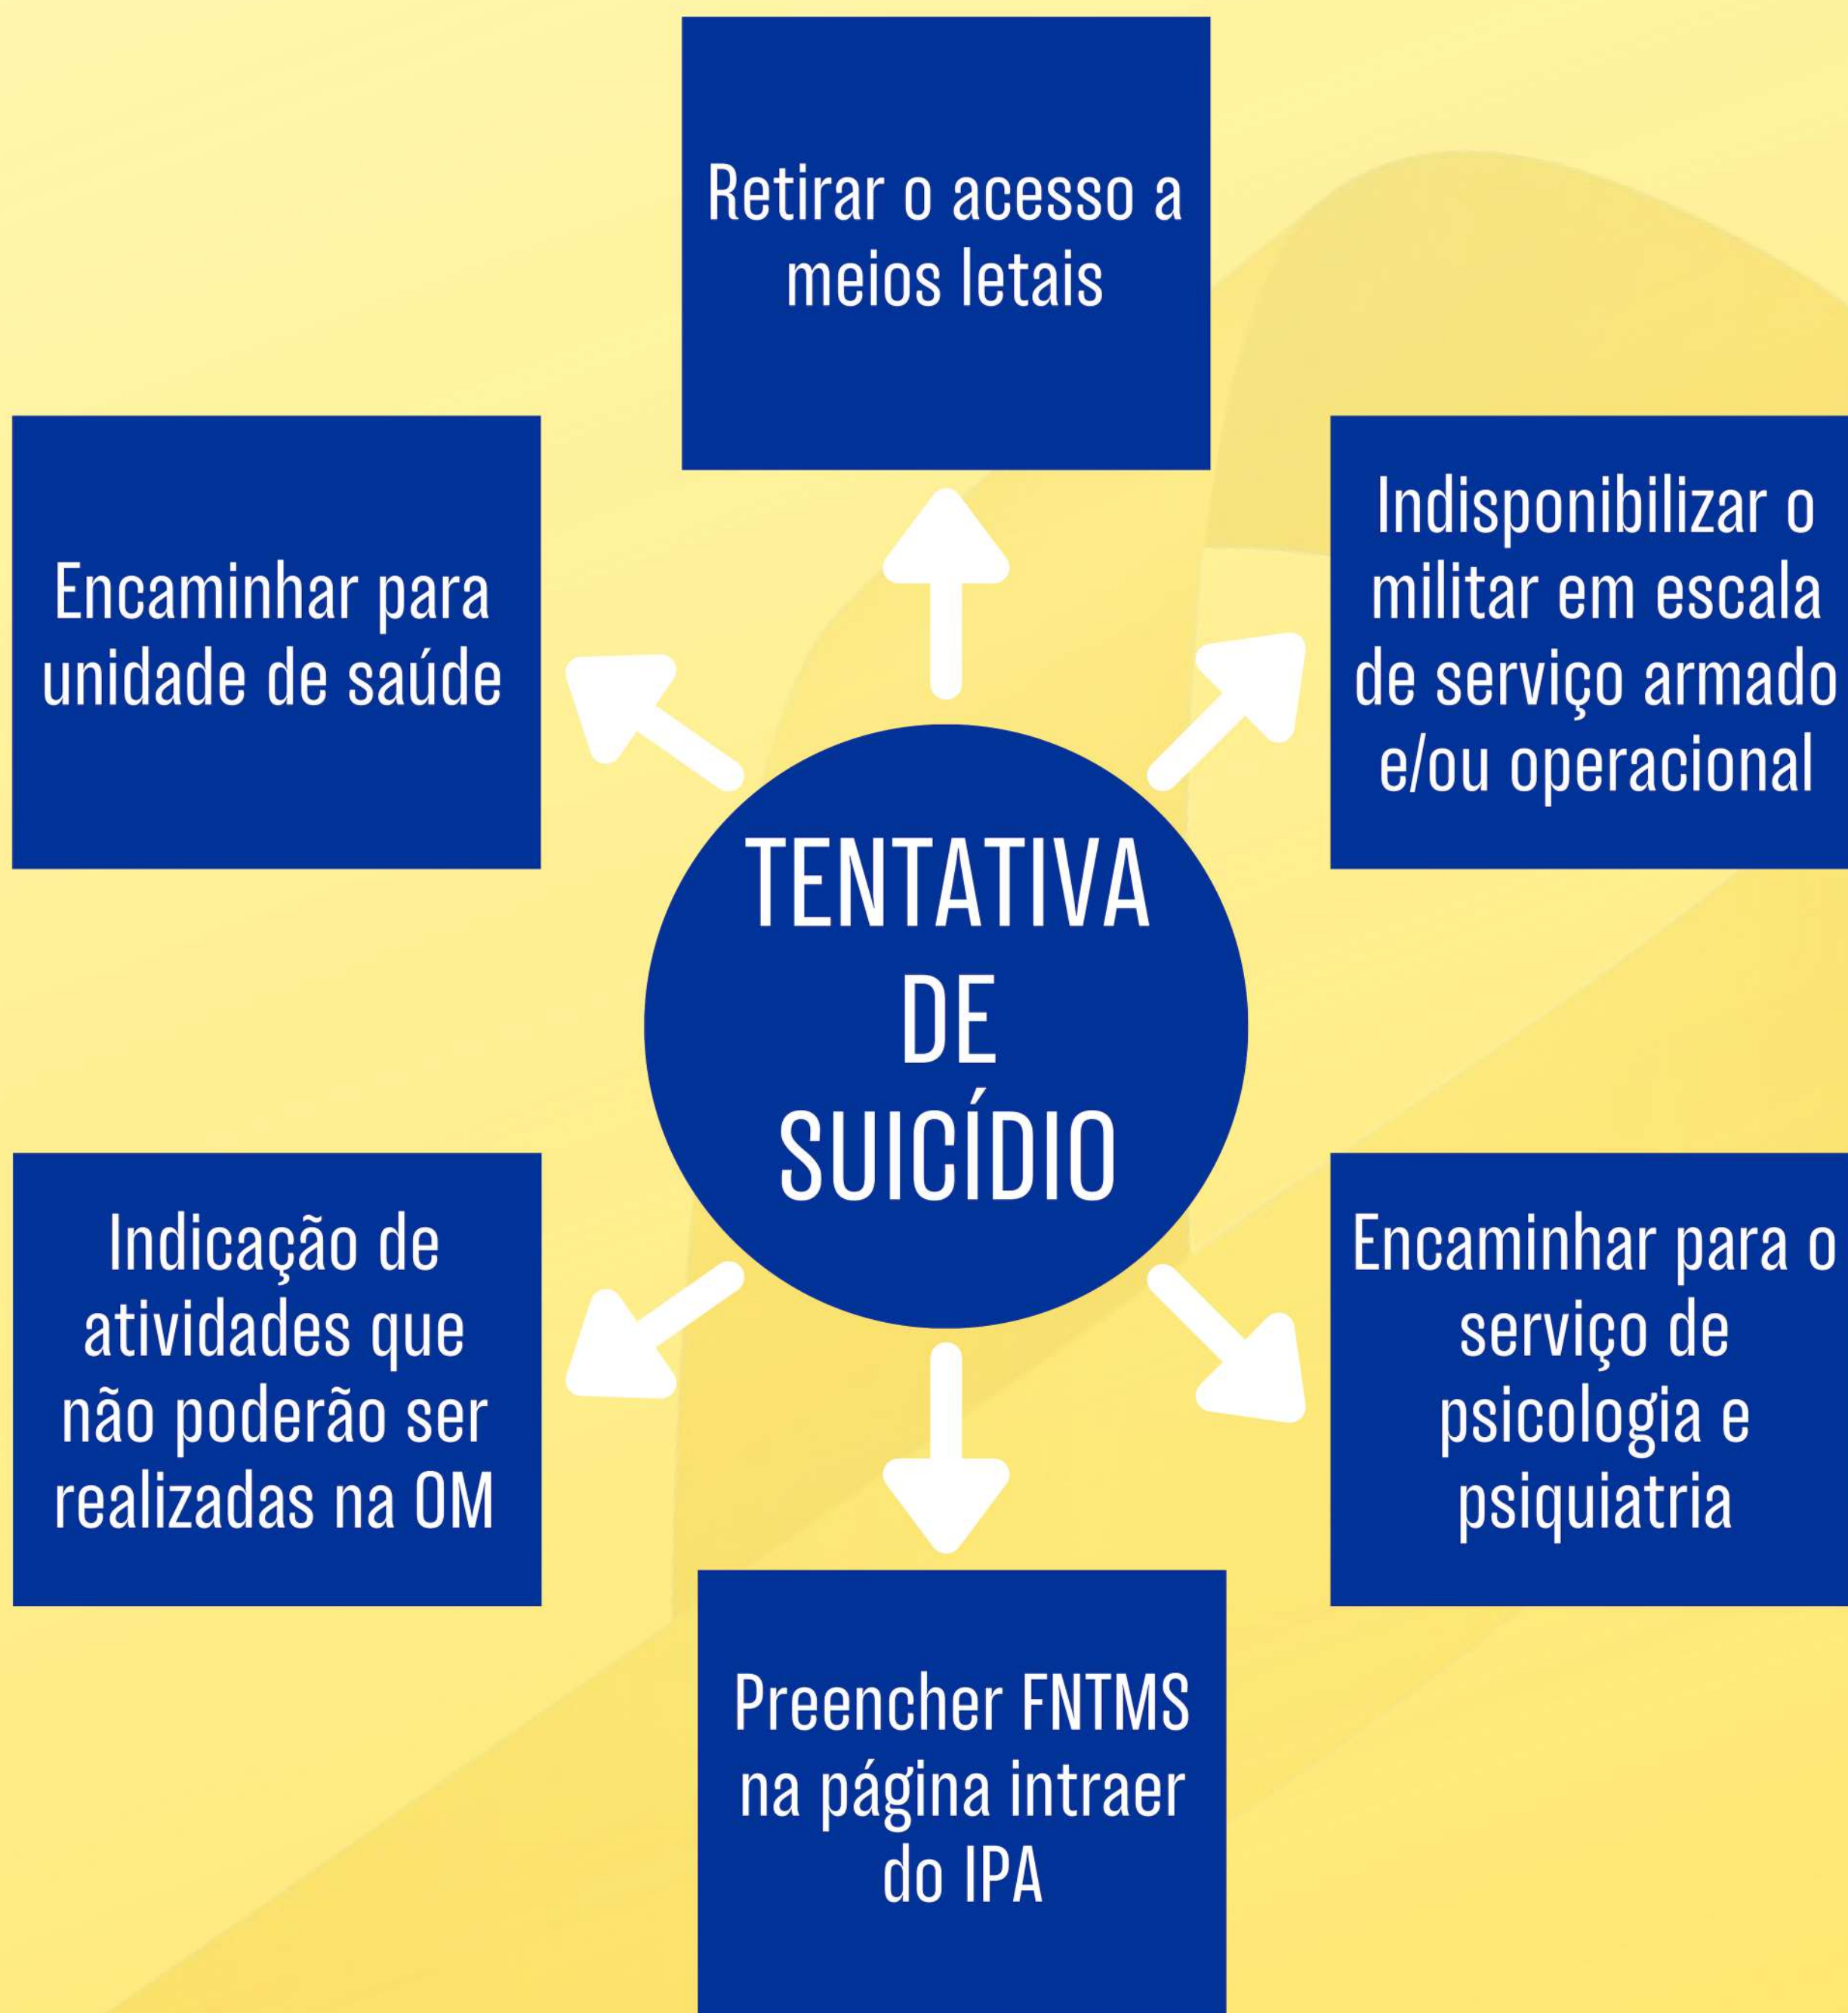 Retirar o acesso a
meios letais
Encaminhar para
unidade de saúde
Indisponibilizar o
militar em escala
de serviço armado
e/ou operacional
TENTATIVA
DE
SUICÍDIO
Indicação de
atividades que
não poderão ser
realizadas na OM
Encaminhar para o
serviço de
psicologia e
psiquiatria
Preencher FNTMS
na página intraer
do IPA